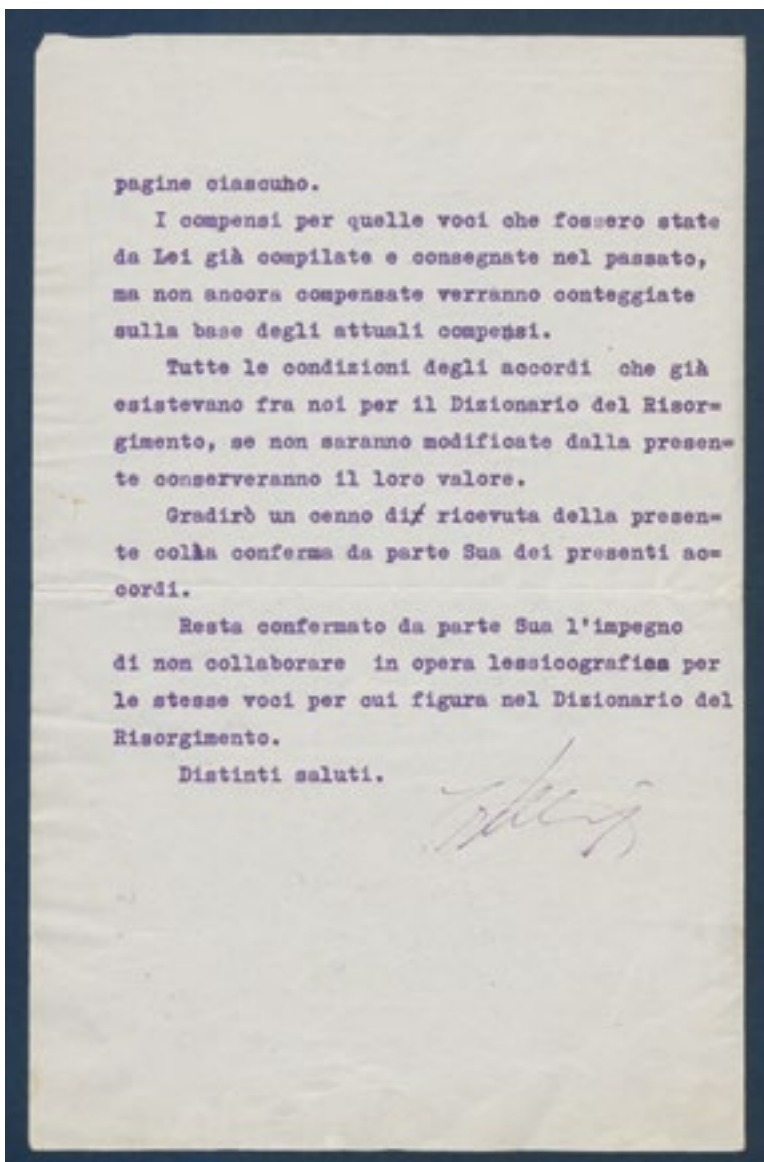 pagine ciascuho.
I compensi per quelle voci che fossero state
da Lei già compilate e consegnate nel passato,
ma non ancora compensate verranno conteggiate
sulla base degli attuali compensi.
Tutte le condizioni degli accordi che già
esistevano fra noi per il Dizionario del Risor=
gimento, se non saranno modificate dalla presen=
te conserveranno il loro valore.
Gradirò un cenno di ricevuta della presen=
te colla conferma da parte Sua dei presenti ac=
cordi.
Resta confermato da parte Sua l'impegno
di non collaborare in opera lessicografica per
le stesse voci per cui figura nel Dizionario del
Risorgimento.
Distinti saluti.